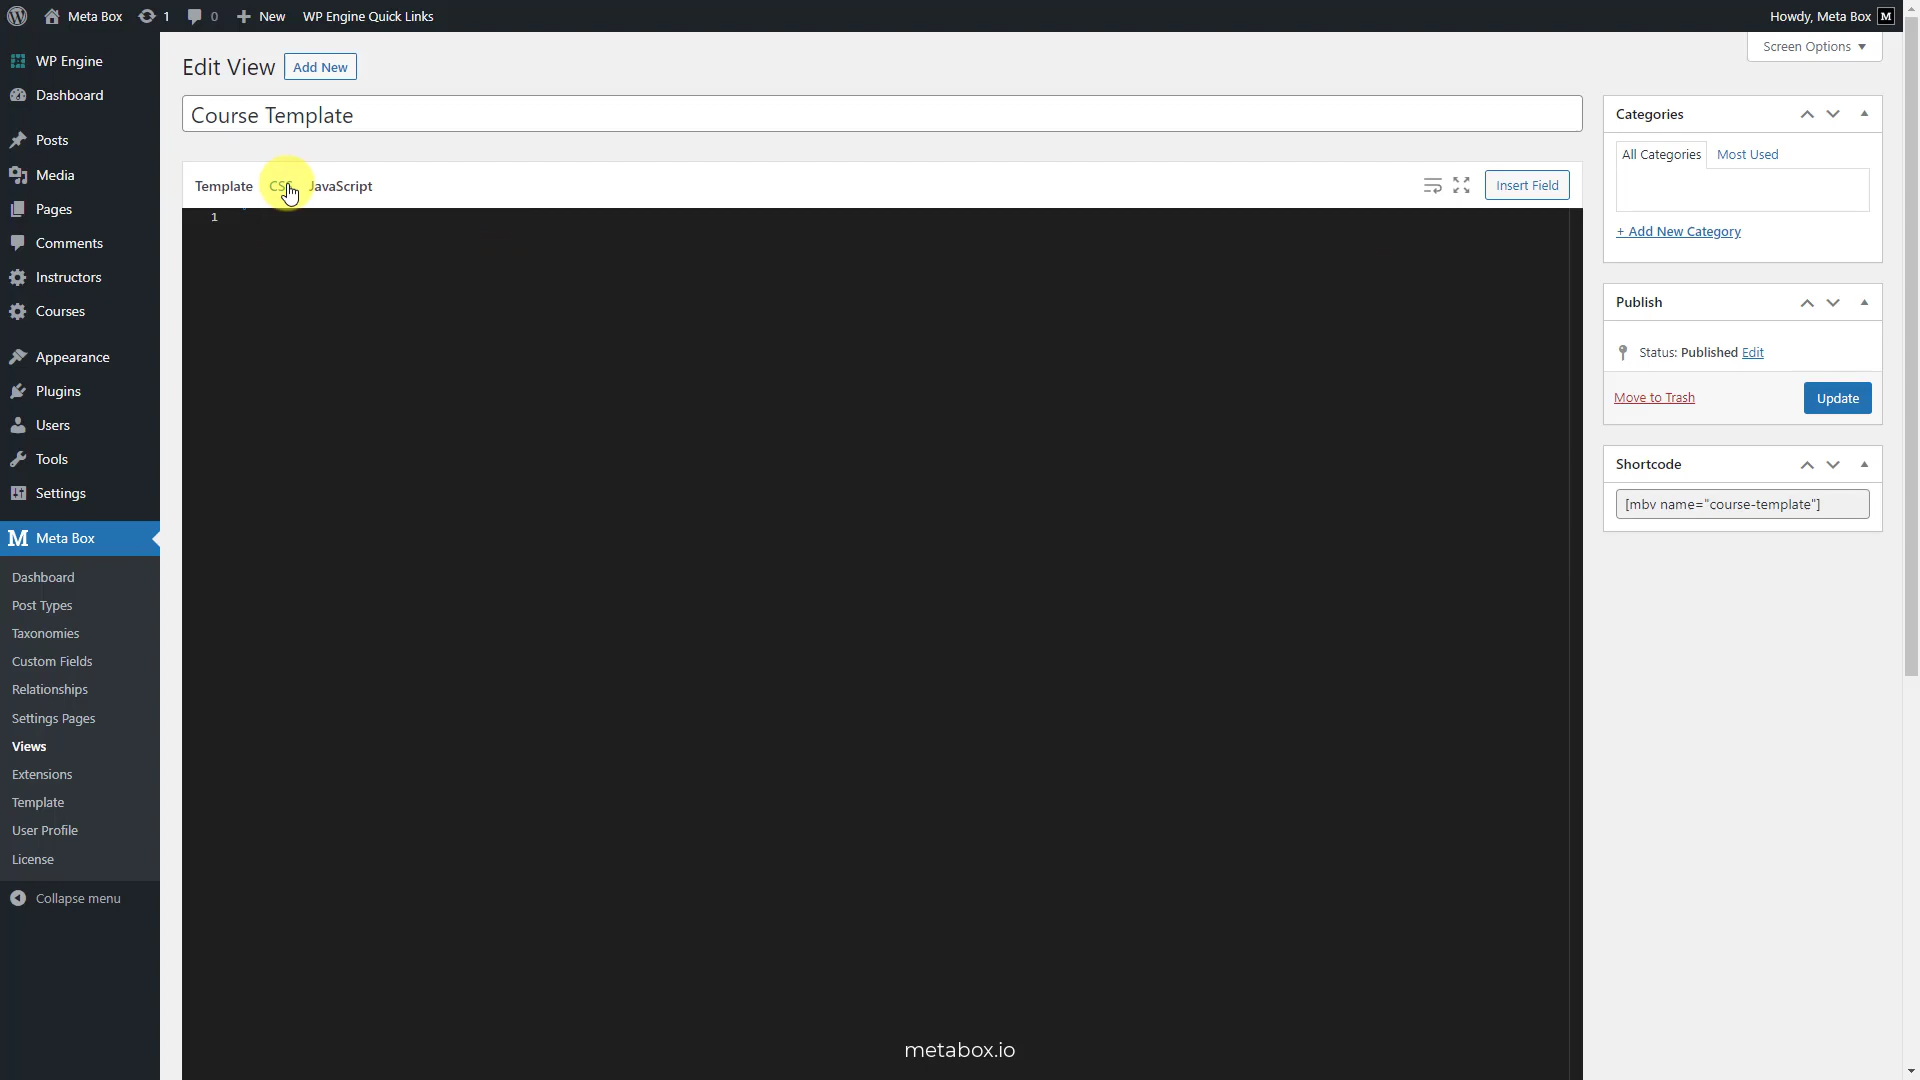 Meta Box
1
0
New
WP Engine Quick Links
Howdy, Meta Box
M
Screen Options
WP Engine
Dashboard
Posts
Media
Pages
Comments
Instructors
Courses
Appearance
Plugins
Users
Tools
Settings
M Meta Box
Dashboard
Post Types
Taxonomies
Custom Fields
Relationships
Settings Pages
Views
Extensions
Template
User Profile
License
Collapse menu
Edit View
Add New
Course Template
Template
CSS
JavaScript
Insert Field
1
Categories
All Categories
Most Used
+ Add New Category
Publish
Status: Published Edit
Move to Trash
Update
Shortcode
[mbv name="course-template"]
metabox.io